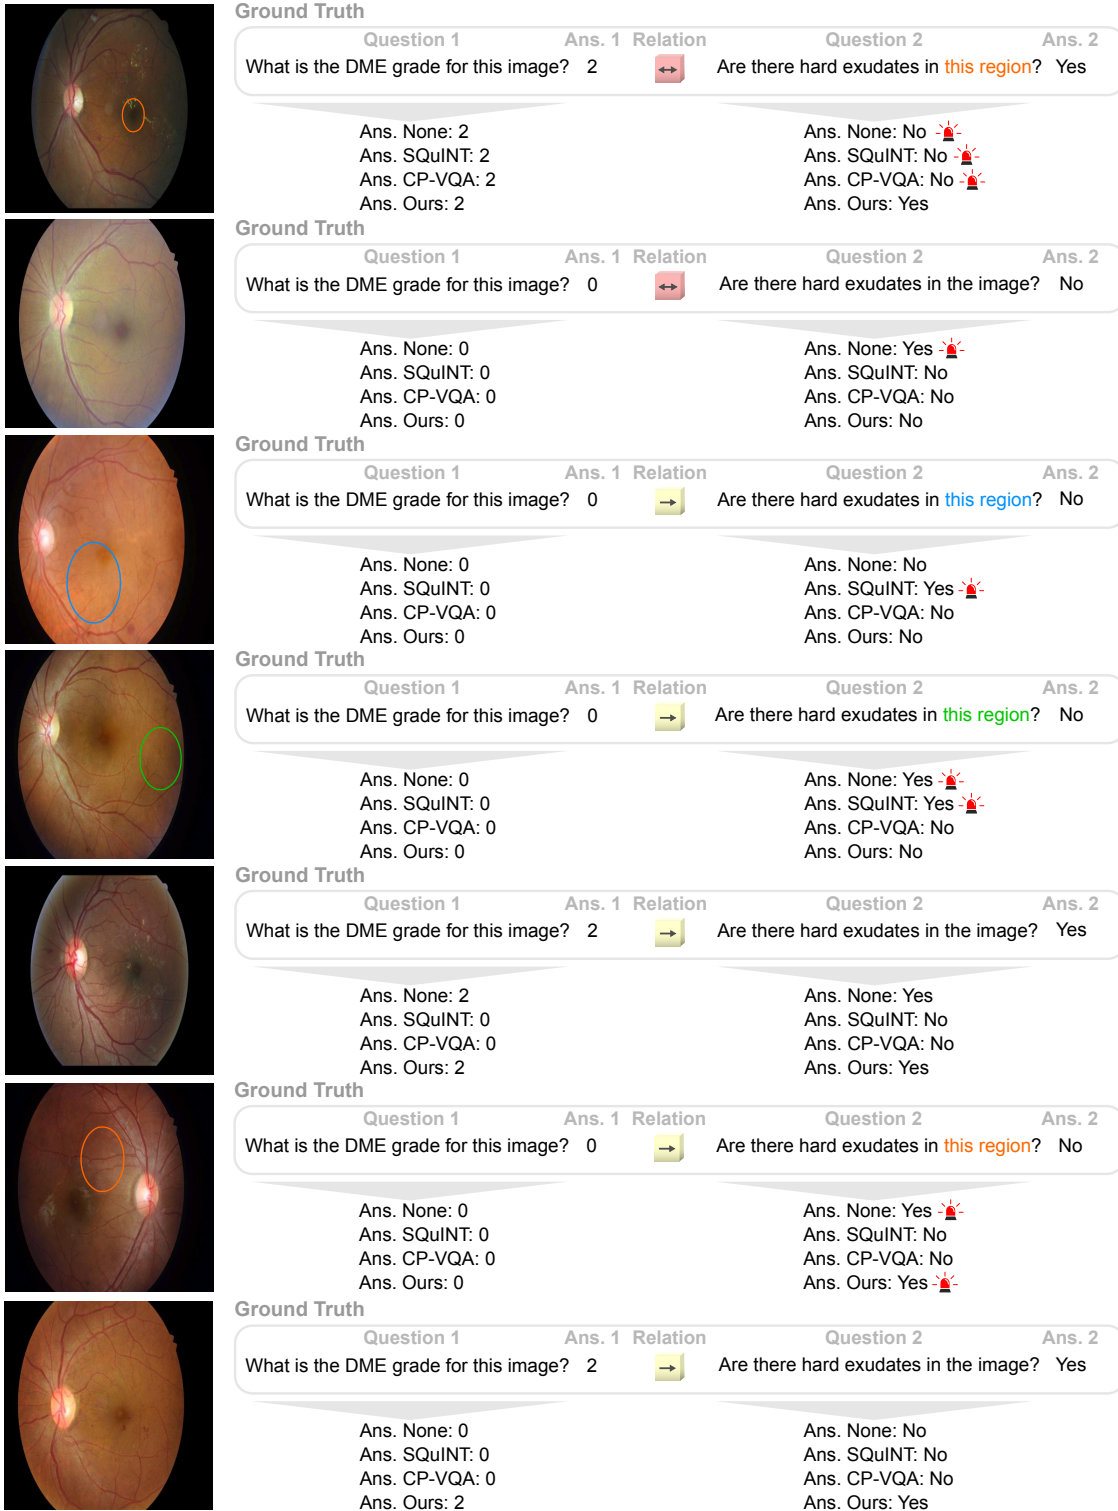 Ground Truth
Question 1 Ans. 1 Relation Question 2 Ans. 2
What is the DME grade for this image? 2 Are there hard exudates in this region? Yes
Ans. None: 2 Ans. None: No
Ans. SQuINT: 2 Ans. SQuINT: No
Ans. CP-VQA: 2 Ans. CP-VQA: No
Ans. Ours: 2 Ans. Ours: Yes
Ground Truth
Question 1 Ans. 1 Relation Question 2 Ans. 2
What is the DME grade for this image? 0 Are there hard exudates in the image? No
Ans. None: 0 Ans. None: Yes
Ans. SQuINT: 0 Ans. SQuINT: No
Ans. CP-VQA: 0 Ans. CP-VQA: No
Ans. Ours: 0 Ans. Ours: No
Ground Truth
Question 1 Ans. 1 Relation Question 2 Ans. 2
What is the DME grade for this image? 0 Are there hard exudates in this region? No
Ans. None: 0 Ans. None: No
Ans. SQuINT: 0 Ans. SQuINT: Yes
Ans. CP-VQA: 0 Ans. CP-VQA: No
Ans. Ours: 0 Ans. Ours: No
Ground Truth
Question 1 Ans. 1 Relation Question 2 Ans. 2
What is the DME grade for this image? 0 Are there hard exudates in this region? No
Ans. None: 0 Ans. None: Yes
Ans. SQuINT: 0 Ans. SQuINT: Yes
Ans. CP-VQA: 0 Ans. CP-VQA: No
Ans. Ours: 0 Ans. Ours: No
Ground Truth
Question 1 Ans. 1 Relation Question 2 Ans. 2
What is the DME grade for this image? 2 Are there hard exudates in the image? Yes
Ans. None: 2 Ans. None: Yes
Ans. SQuINT: 0 Ans. SQuINT: No
Ans. CP-VQA: 0 Ans. CP-VQA: No
Ans. Ours: 2 Ans. Ours: Yes
Ground Truth
Question 1 Ans. 1 Relation Question 2 Ans. 2
What is the DME grade for this image? 0 Are there hard exudates in this region? No
Ans. None: 0 Ans. None: Yes
Ans. SQuINT: 0 Ans. SQuINT: No
Ans. CP-VQA: 0 Ans. CP-VQA: No
Ans. Ours: 0 Ans. Ours: Yes
Ground Truth
Question 1 Ans. 1 Relation Question 2 Ans. 2
What is the DME grade for this image? 2 Are there hard exudates in the image? Yes
Ans. None: 0 Ans. None: No
Ans. SQuINT: 0 Ans. SQuINT: No
Ans. CP-VQA: 0 Ans. CP-VQA: No
Ans. Ours: 2 Ans. Ours: Yes